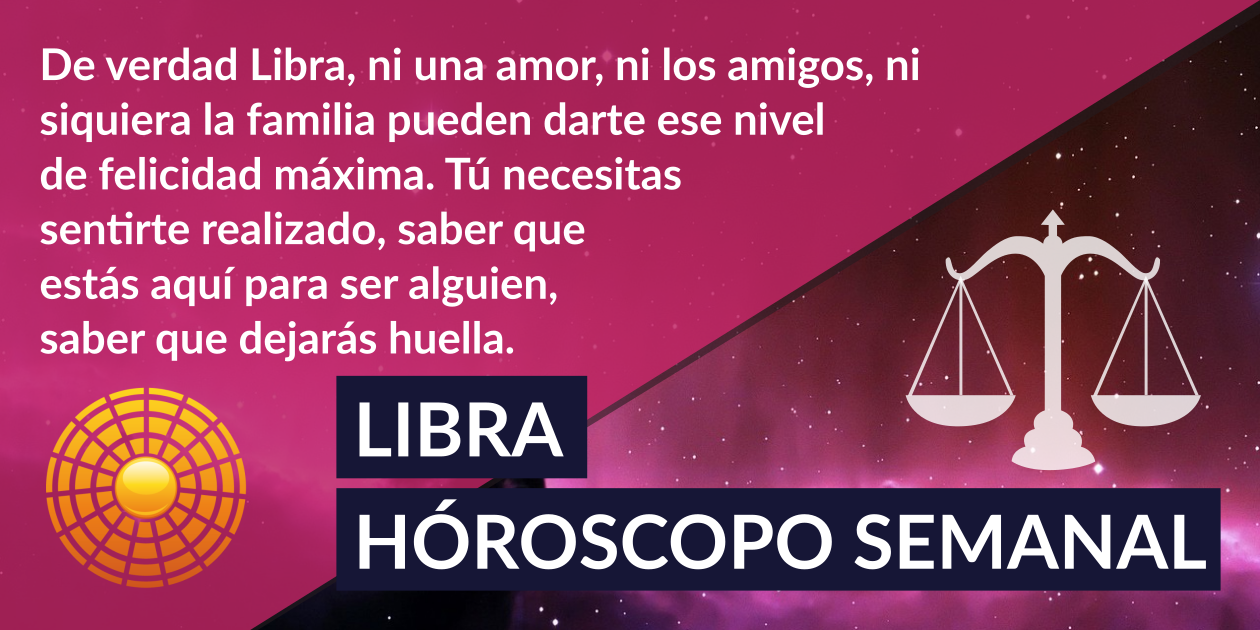 De verdad Libra, ni una amor, ni los amigos, ni
siquiera la familia pueden darte ese nivel
de felicidad máxima. Tú necesitas
sentirte realizado, saber que
estás aquí para ser alguien,
saber que dejarás huella.
LIBRA
HÓROSCOPO SEMANAL